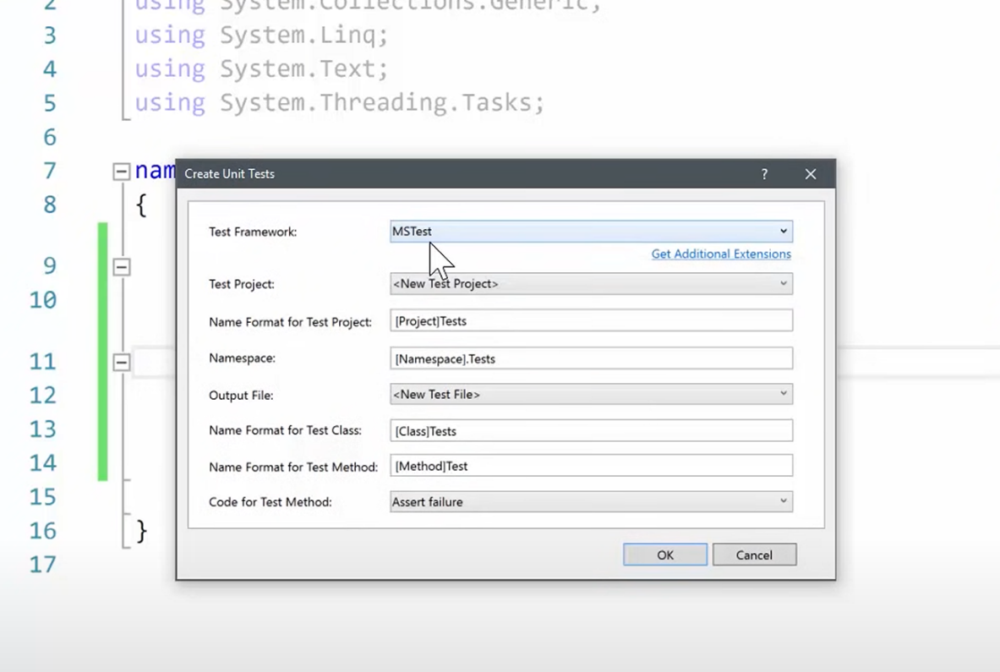 2 using System.Collections.Generic;
3 using System.Linq;
4 using System.Text;
5 using System.Threading.Tasks;
6
7 nam
8 {
9
10
11
12
13
14
15
16 }
17
Create Unit Tests ?
Test Framework: MSTest
Get Additional Extensions
Test Project: <New Test Project>
Name Format for Test Project: [Project]Tests
Namespace: [Namespace].Tests
Output File: <New Test File>
Name Format for Test Class: [Class]Tests
Name Format for Test Method: [Method]Test
Code for Test Method: Assert failure
OK Cancel